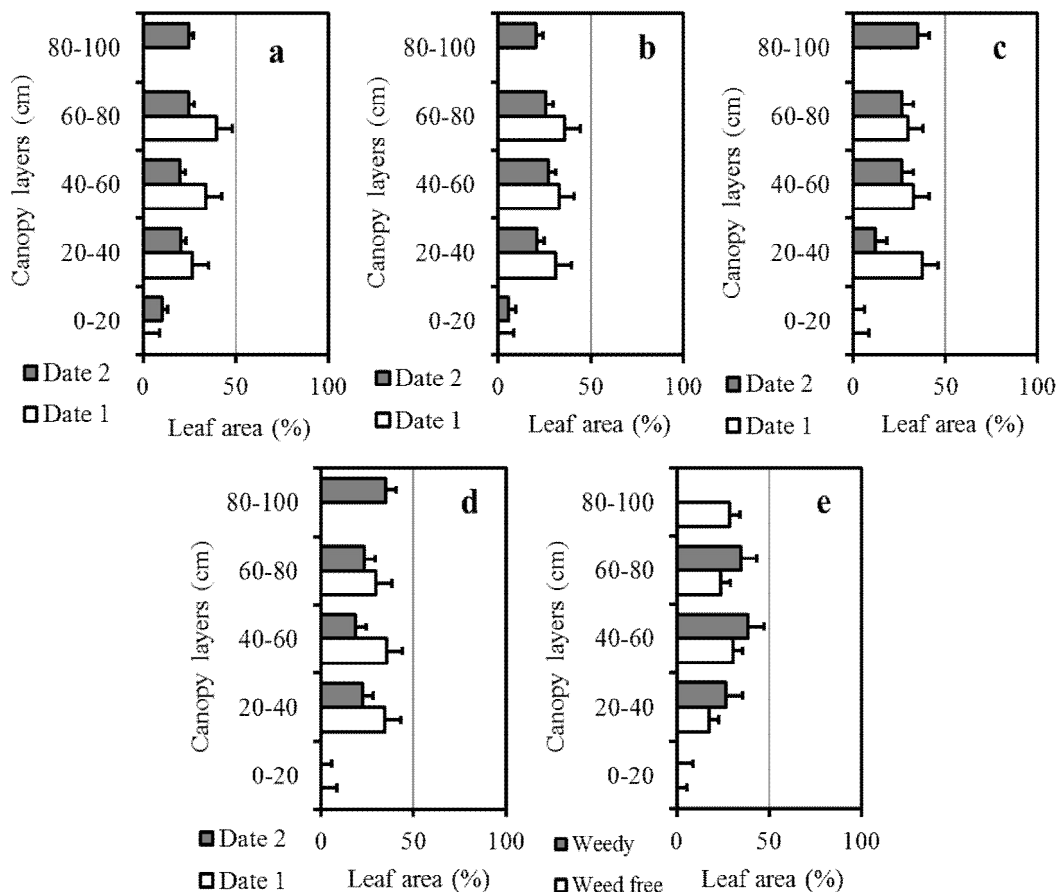 a
Canopy layers (cm)
80-100
60-80
40-60
20-40
0-20
0 50 100
Leaf area (%)
Date 2
Date 1
b
Canopy layers (cm)
80-100
60-80
40-60
20-40
0-20
0 50 100
Leaf area (%)
Date 2
Date 1
c
Canopy layers (cm)
80-100
60-80
40-60
20-40
0-20
0 50 100
Leaf area (%)
Date 2
Date 1
d
Canopy layers (cm)
80-100
60-80
40-60
20-40
0-20
0 50 100
Leaf area (%)
Date 2
Date 1
e
Canopy layers (cm)
80-100
60-80
40-60
20-40
0-20
0 50 100
Leaf area (%)
Weedy
Weed free